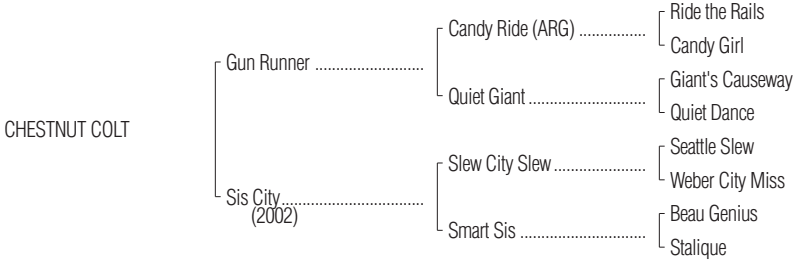 Ride the Rails
Candy Ride (ARG) ................
Candy Girl
Gun Runner ..........................
Giant's Causeway
Quiet Giant ............................
Quiet Dance
CHESTNUT COLT
Seattle Slew
Slew City Slew ......................
Weber City Miss
Sis City..................................
(2002)
Beau Genius
Smart Sis ..............................
Stalique